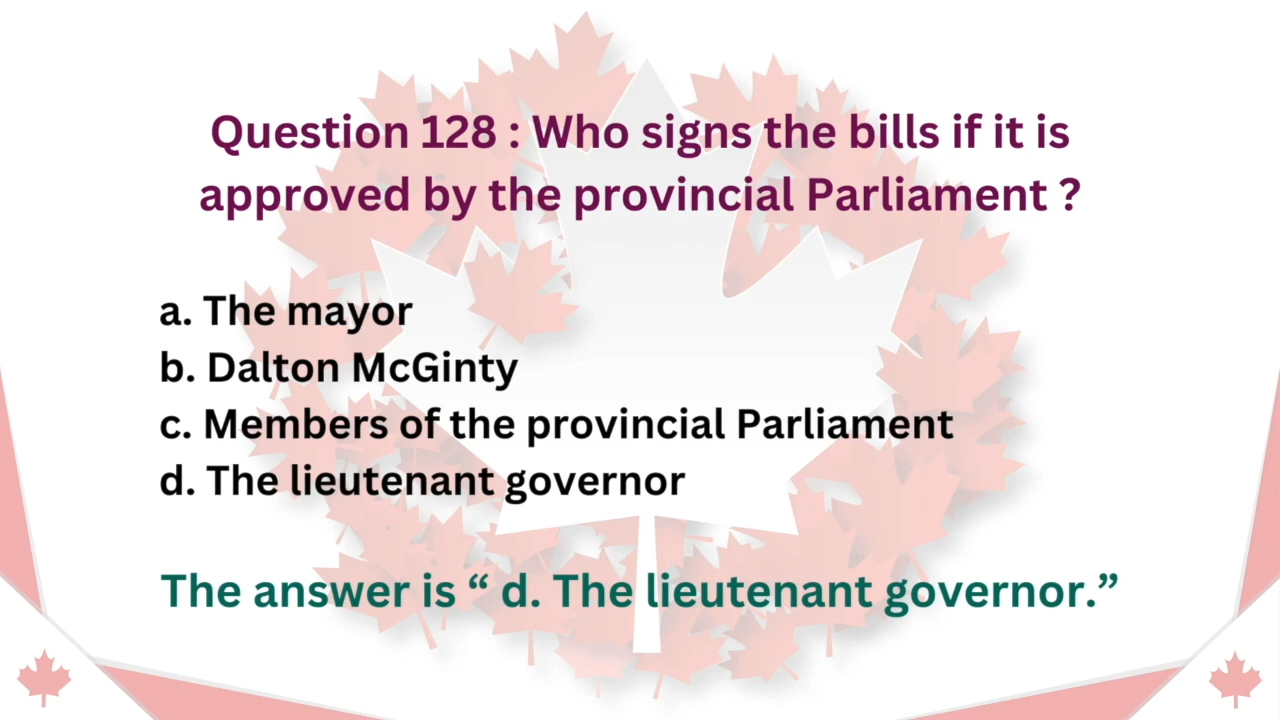 Question 128 : Who signs the bills if it is
approved by the provincial Parliament ?
a. The mayor
b. Dalton McGinty
c. Members of the provincial Parliament
d. The lieutenant governor
The answer is “ d. The lieutenant governor.”